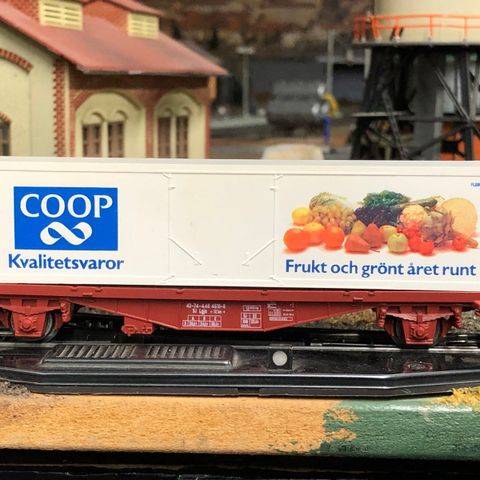 COOP
Kvalitetsvaror
Frukt och grönt året runt